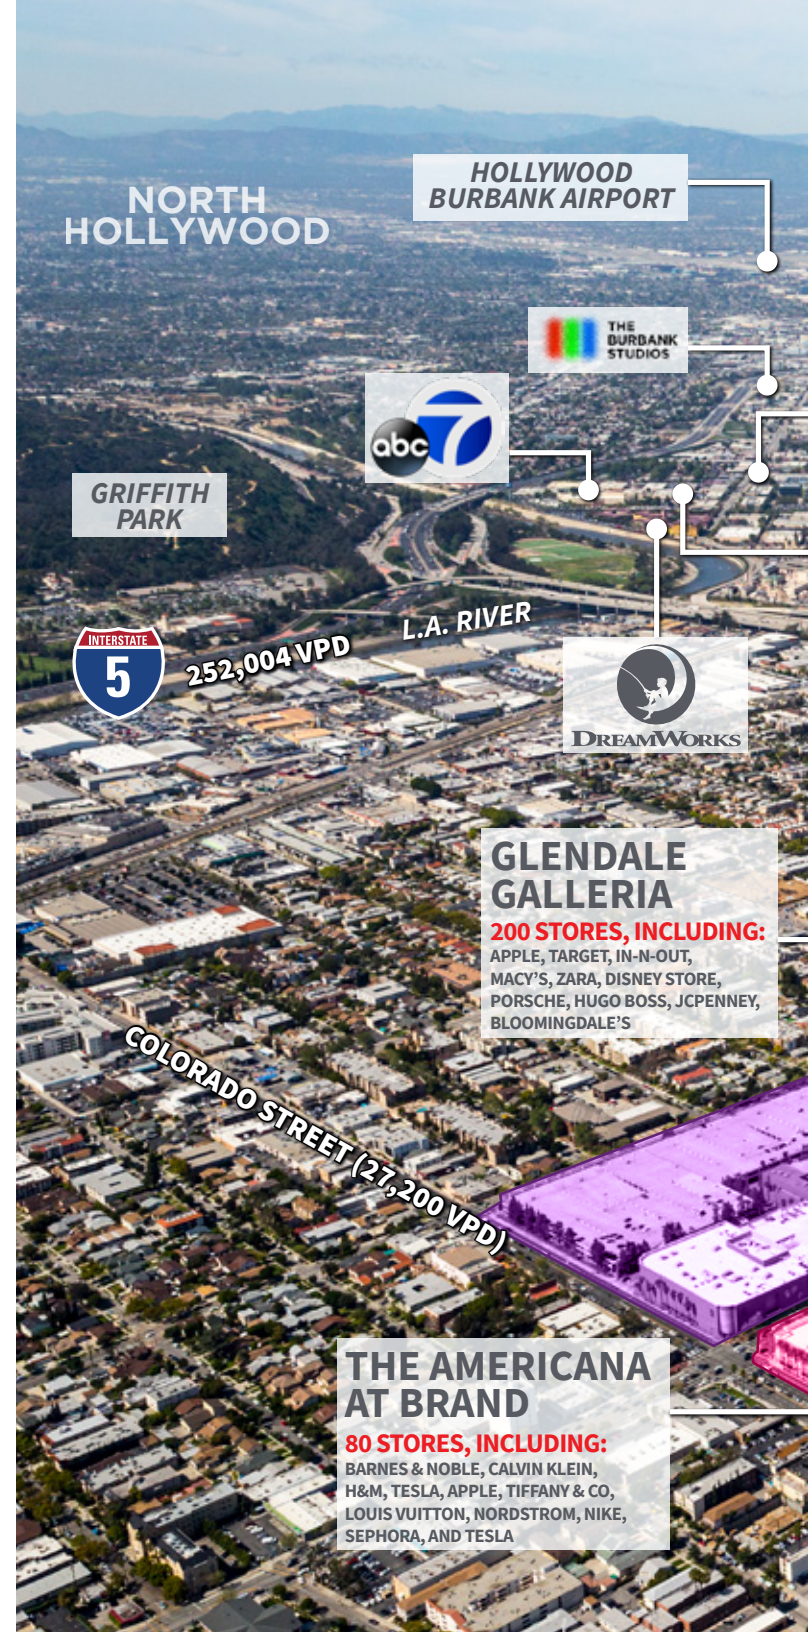 HOLLYWOOD
BURBANK AIRPORT
NORTH
HOLLYWOOD
THE
BURBANK
STUDIOS
abc 7
GRIFFITH
PARK
L.A. RIVER
INTERSTATE
5
252,004 VPD
DREAMWORKS
GLENDALE
GALLERIA
200 STORES, INCLUDING:
APPLE, TARGET, IN-N-OUT,
MACY'S, ZARA, DISNEY STORE,
PORSCHE, HUGO BOSS, JCPENNEY,
BLOOMINGDALE'S
COLORADO STREET (27,200 VPD)
THE AMERICANA
AT BRAND
80 STORES, INCLUDING:
BARNES & NOBLE, CALVIN KLEIN,
H&M, TESLA, APPLE, TIFFANY & CO,
LOUIS VUITTON, NORDSTROM, NIKE,
SEPHORA, AND TESLA